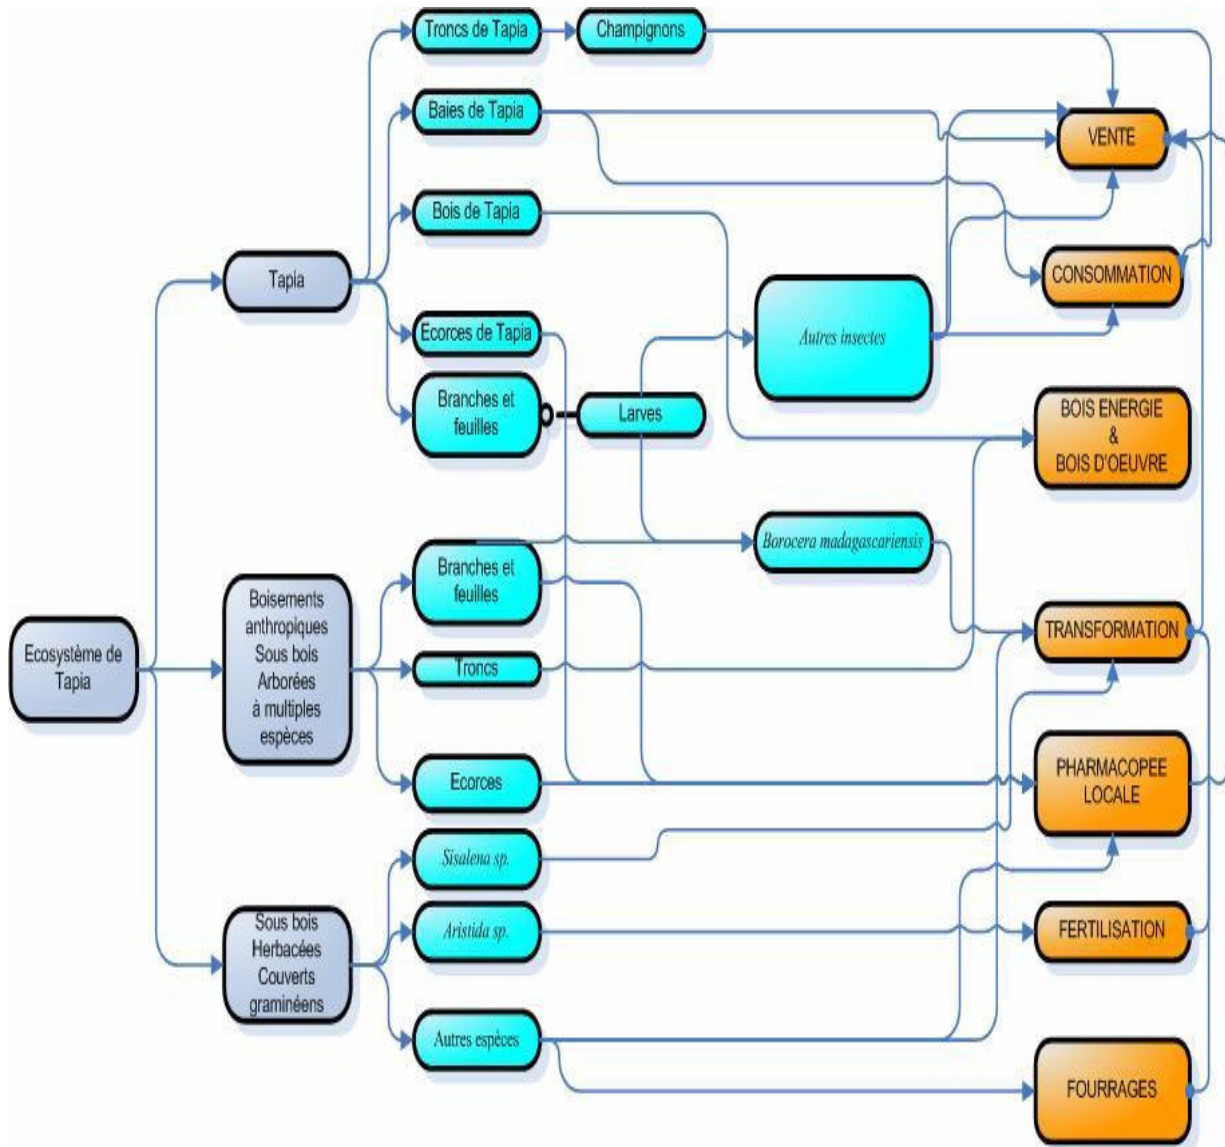 Troncs de Tapia
Champignons
Baies de Tapia
VENTE
Bois de Tapia
Tapia
CONSOMMATION
Ecorces de Tapia
Autres insectes
Branches et
feuilles
Larves
BOIS ENERGIE
&
BOIS D'OEUVRE
Borocera madagascariensis
Branches et
feuilles
Boisements
anthropiques
Sous bois
Arborées
à multiples
espèces
Ecosystème de
Tapia
Troncs
TRANSFORMATION
Ecorces
PHARMACOPEE
LOCALE
Sisalena sp.
Sous bois
Herbacées
Couverts
graminéens
Aristida sp.
FERTILISATION
Autres espèces
FOURRAGES